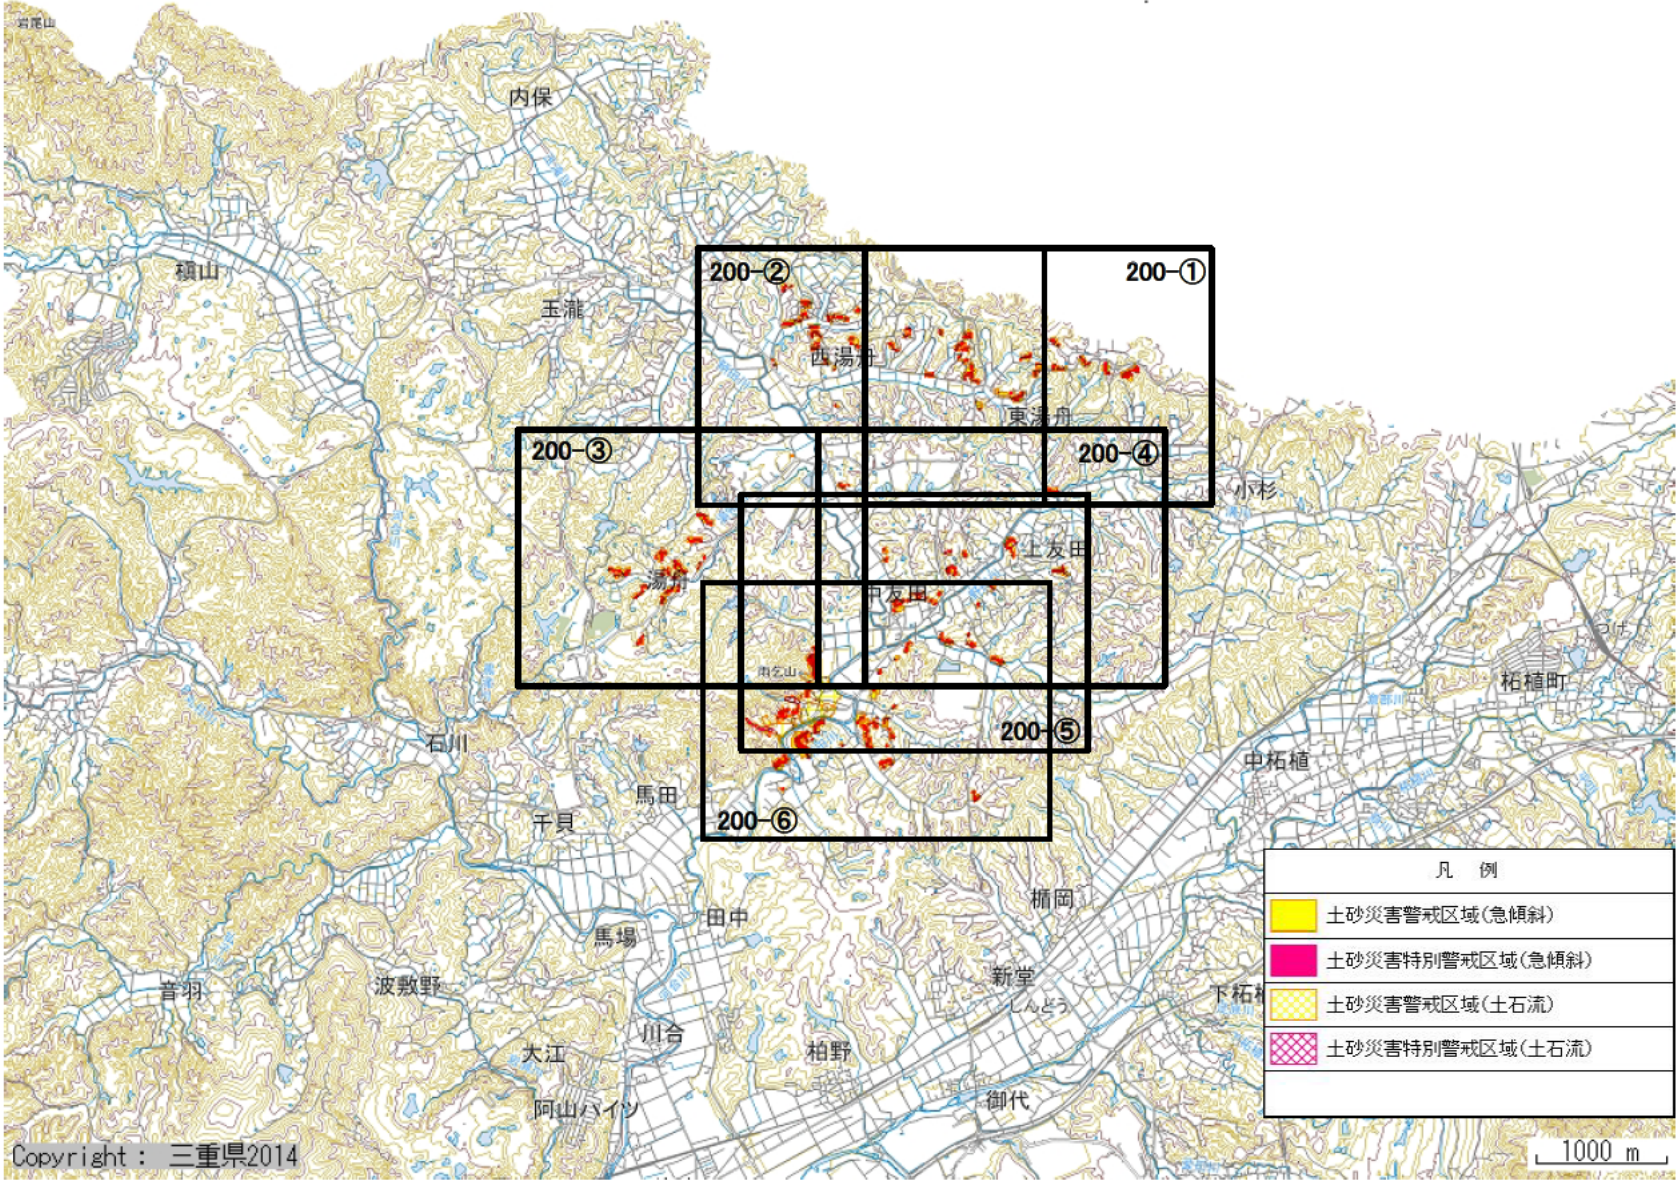 岩尾山
内保
槙山
玉瀧
200-②
200-①
西湯舟
東湯舟
200-③
200-④
小杉
湯舟
上友田
中友田
雨乞山
つげ
柘植町
200-⑤
石川
中柘植
馬田
千貝
200-⑥
楯岡
田中
馬場
新堂
しんどう
音羽
波敷野
下柘植
川合
大江
柏野
御代
阿山ハイツ
凡 例
土砂災害警戒区域(急傾斜)
土砂災害特別警戒区域(急傾斜)
土砂災害警戒区域(土石流)
土砂災害特別警戒区域(土石流)
Copyright : 三重県2014
1000 m